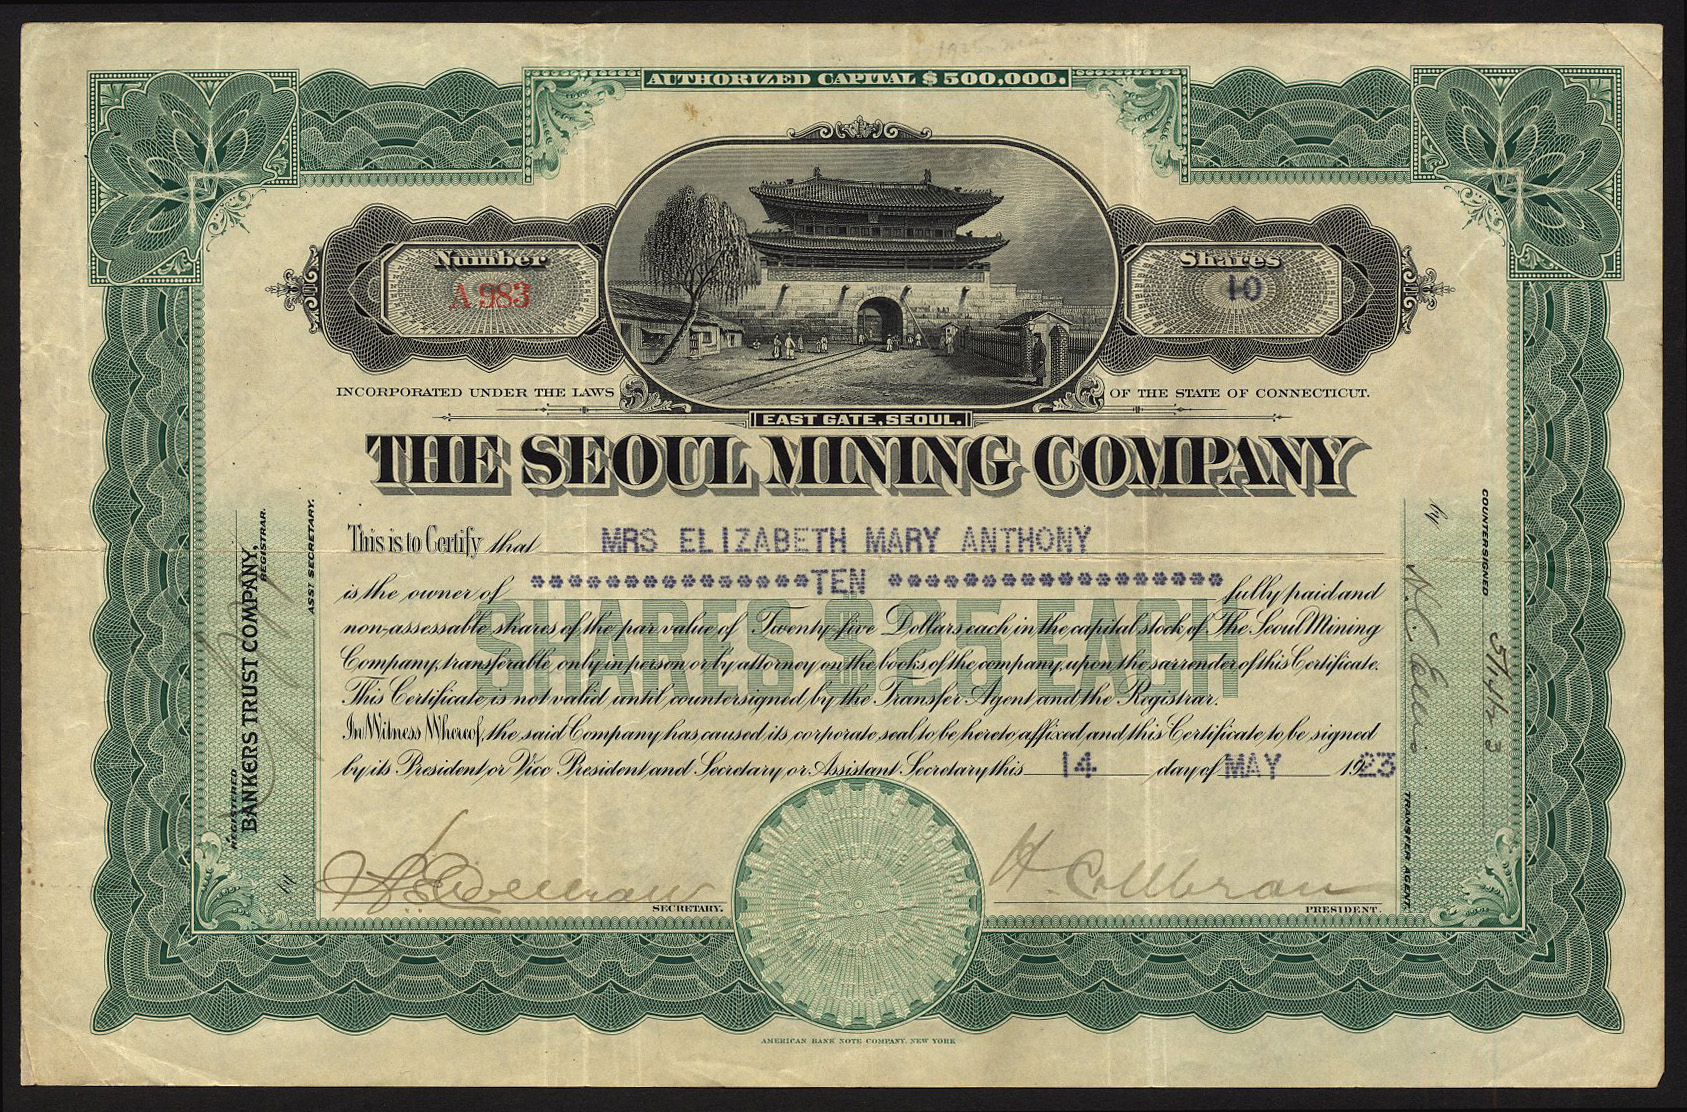 AUTHORIZED CAPITAL $500,000.
Number
A 983
Shares
10
INCORPORATED UNDER THE LAWS OF THE STATE OF CONNECTICUT.
EAST GATE, SEOUL.
THE SEOUL MINING COMPANY
This is to Certify that MRS ELIZABETH MARY ANTHONY
is the owner of ****************TEN ******************* fully paid and
non-assessable shares of the par value of Twenty five Dollars each in the capital stock of The Seoul Mining
Company, transferable only in person or by attorney on the books of the company, upon the surrender of this Certificate.
This Certificate is not valid until countersigned by the Transfer Agent and the Registrar.
In Witness Whereof, the said Company has caused its corporate seal to be hereto affixed and this Certificate to be signed
by its President or Vice President and Secretary or Assistant Secretary this 14 day of MAY 1923
SHARES $25 EACH
SECRETARY.
H. Collbran
PRESIDENT.
REGISTERED
BANKERS TRUST COMPANY,
REGISTRAR.
by
ASST SECRETARY.
COUNTERSIGNED
by
TRANSFER AGENT.
AMERICAN BANK NOTE COMPANY, NEW YORK